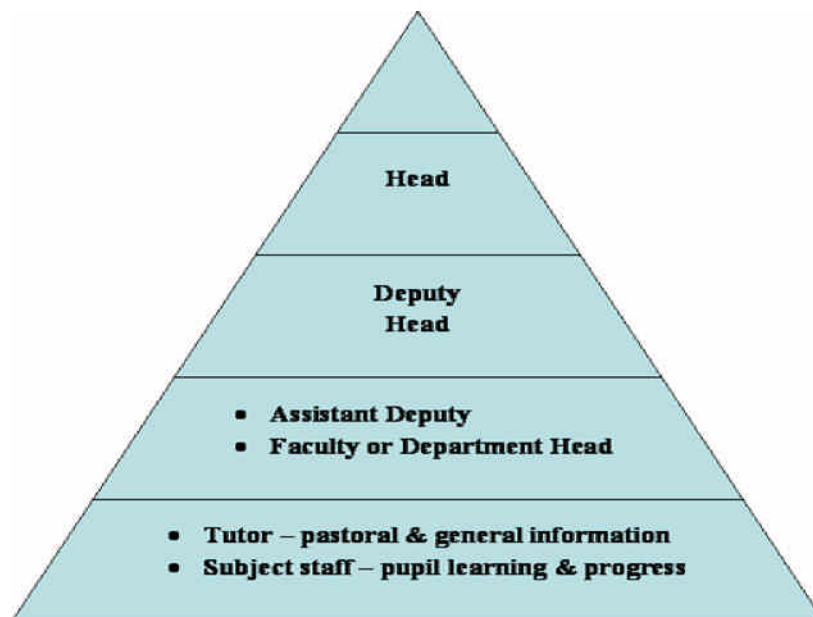 Head
Deputy
Head
• Assistant Deputy
• Faculty or Department Head
• Tutor – pastoral & general information
• Subject staff – pupil learning & progress